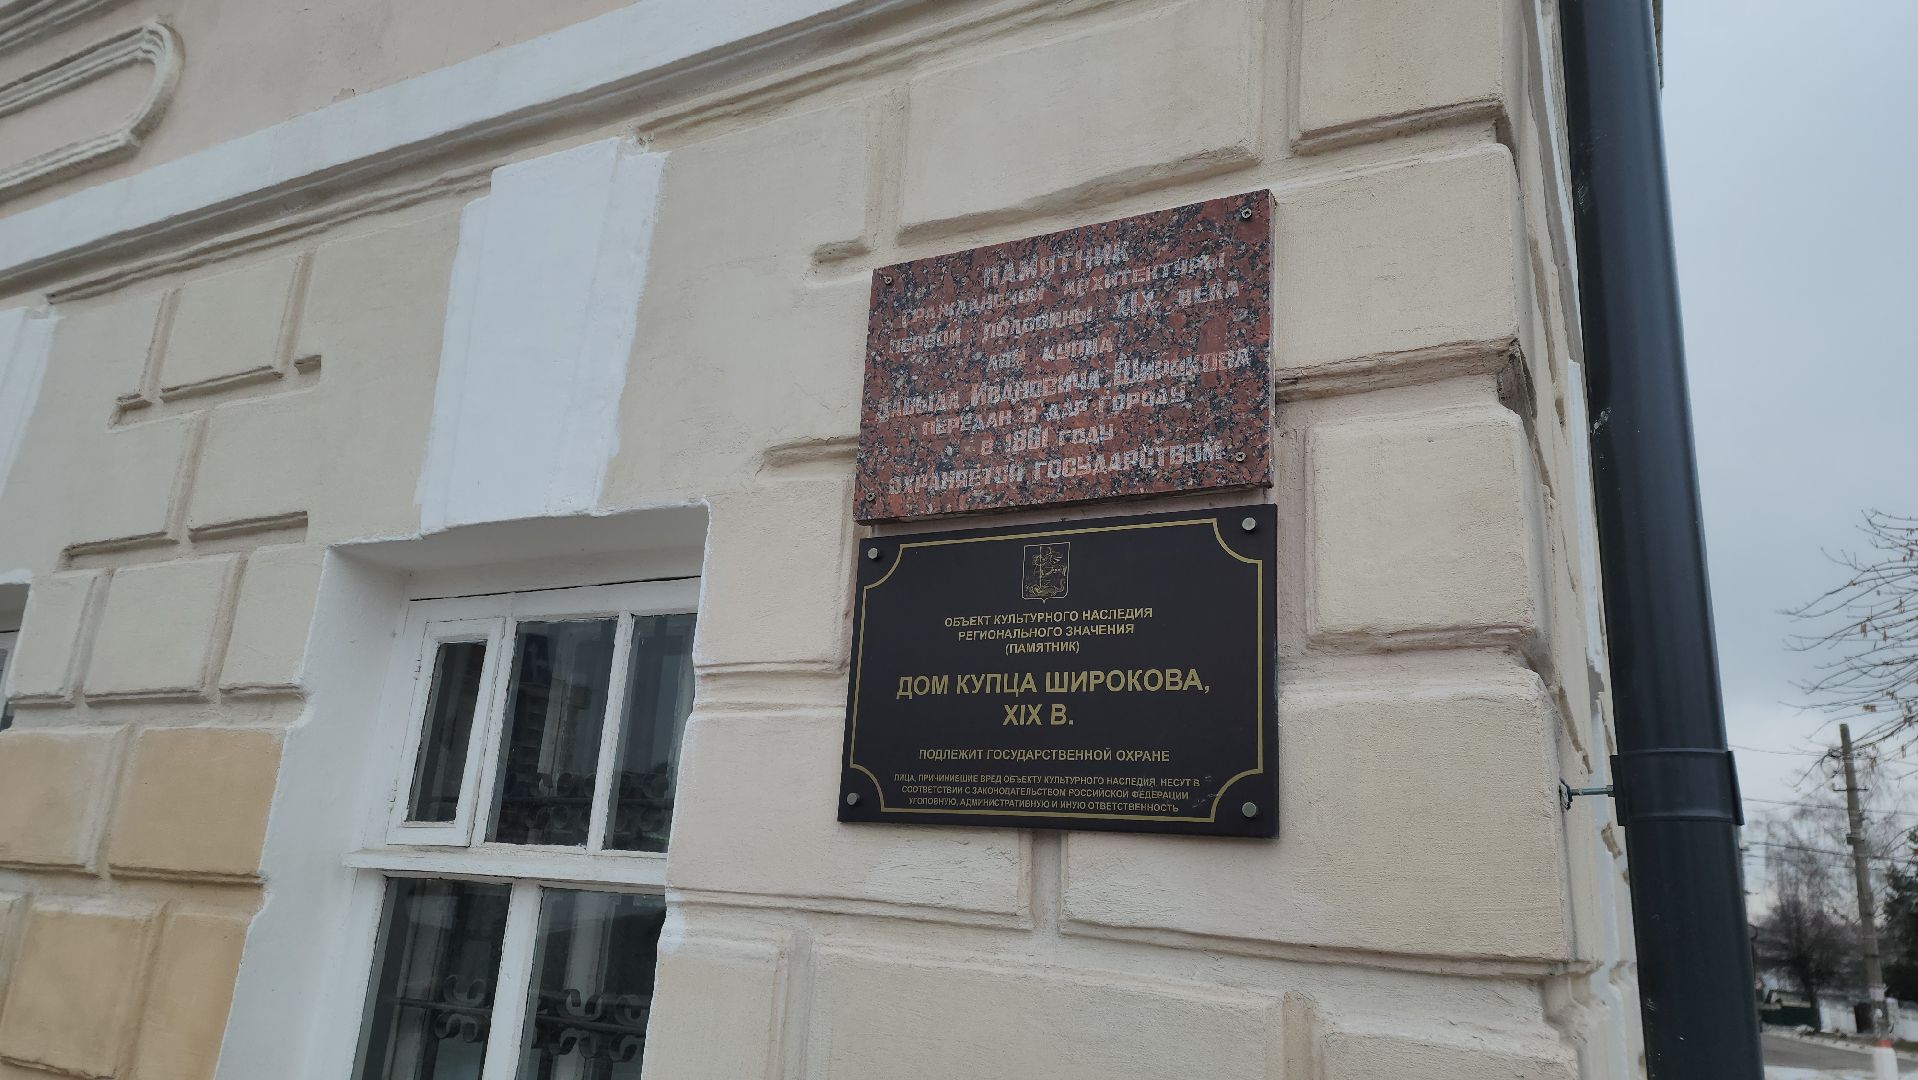 ПАМЯТНИК
ГРАЖДАНСКОЙ АРХИТЕКТУРЫ
ПЕРВОЙ ПОЛОВИНЫ XIX ВЕКА
ДОМ КУПЦА
ДАВЫДА ИВАНОВИЧА ШИРОКОВА
ПЕРЕДАН В ДАР ГОРОДУ
В 1861 ГОДУ
ОХРАНЯЕТСЯ ГОСУДАРСТВОМ
ОБЪЕКТ КУЛЬТУРНОГО НАСЛЕДИЯ
РЕГИОНАЛЬНОГО ЗНАЧЕНИЯ
(ПАМЯТНИК)
ДОМ КУПЦА ШИРОКОВА,
XIX В.
ПОДЛЕЖИТ ГОСУДАРСТВЕННОЙ ОХРАНЕ
ЛИЦА, ПРИЧИНИВШИЕ ВРЕД ОБЪЕКТУ КУЛЬТУРНОГО НАСЛЕДИЯ, НЕСУТ В
СООТВЕТСТВИИ С ЗАКОНОДАТЕЛЬСТВОМ РОССИЙСКОЙ ФЕДЕРАЦИИ
УГОЛОВНУЮ, АДМИНИСТРАТИВНУЮ И ИНУЮ ОТВЕТСТВЕННОСТЬ